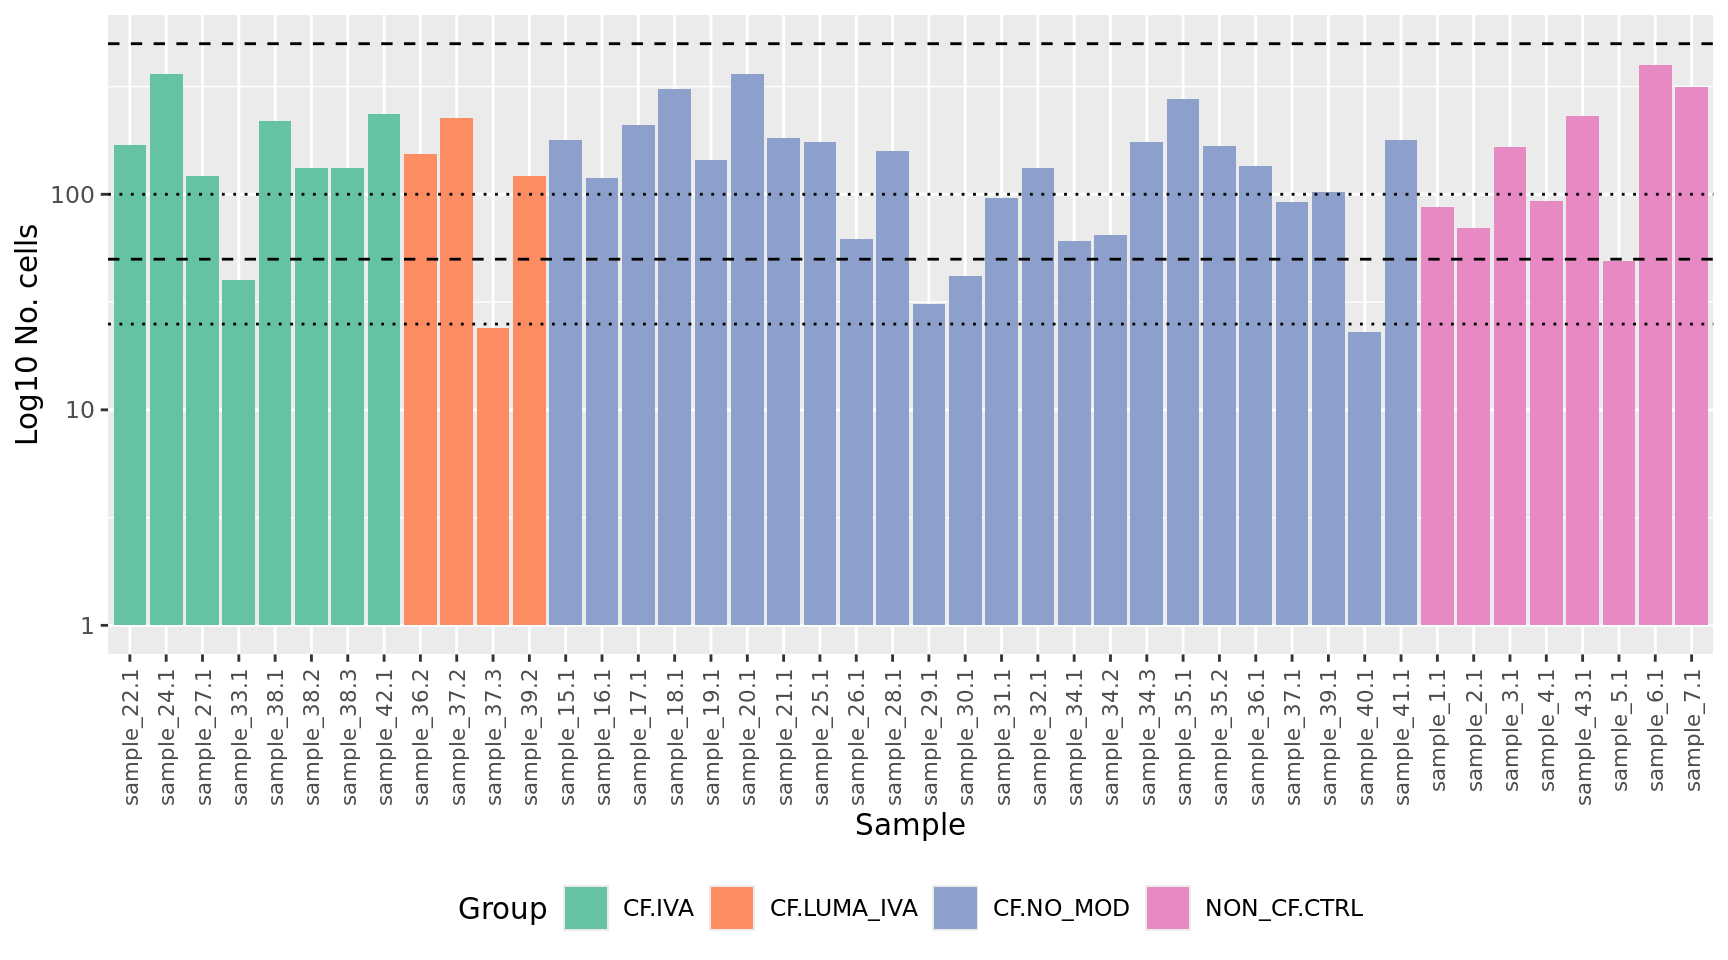 Log10 No. cells
100
10
1
sample_22.1
sample_24.1
sample_27.1
sample_33.1
sample_38.1
sample_38.2
sample_38.3
sample_42.1
sample_36.2
sample_37.2
sample_37.3
sample_39.2
sample_15.1
sample_16.1
sample_17.1
sample_18.1
sample_19.1
sample_20.1
sample_21.1
sample_25.1
sample_26.1
sample_28.1
sample_29.1
sample_30.1
sample_31.1
sample_32.1
sample_34.1
sample_34.2
sample_34.3
sample_35.1
sample_35.2
sample_36.1
sample_37.1
sample_39.1
sample_40.1
sample_41.1
sample_1.1
sample_2.1
sample_3.1
sample_4.1
sample_43.1
sample_5.1
sample_6.1
sample_7.1
Sample
Group CF.IVA CF.LUMA_IVA CF.NO_MOD NON_CF.CTRL